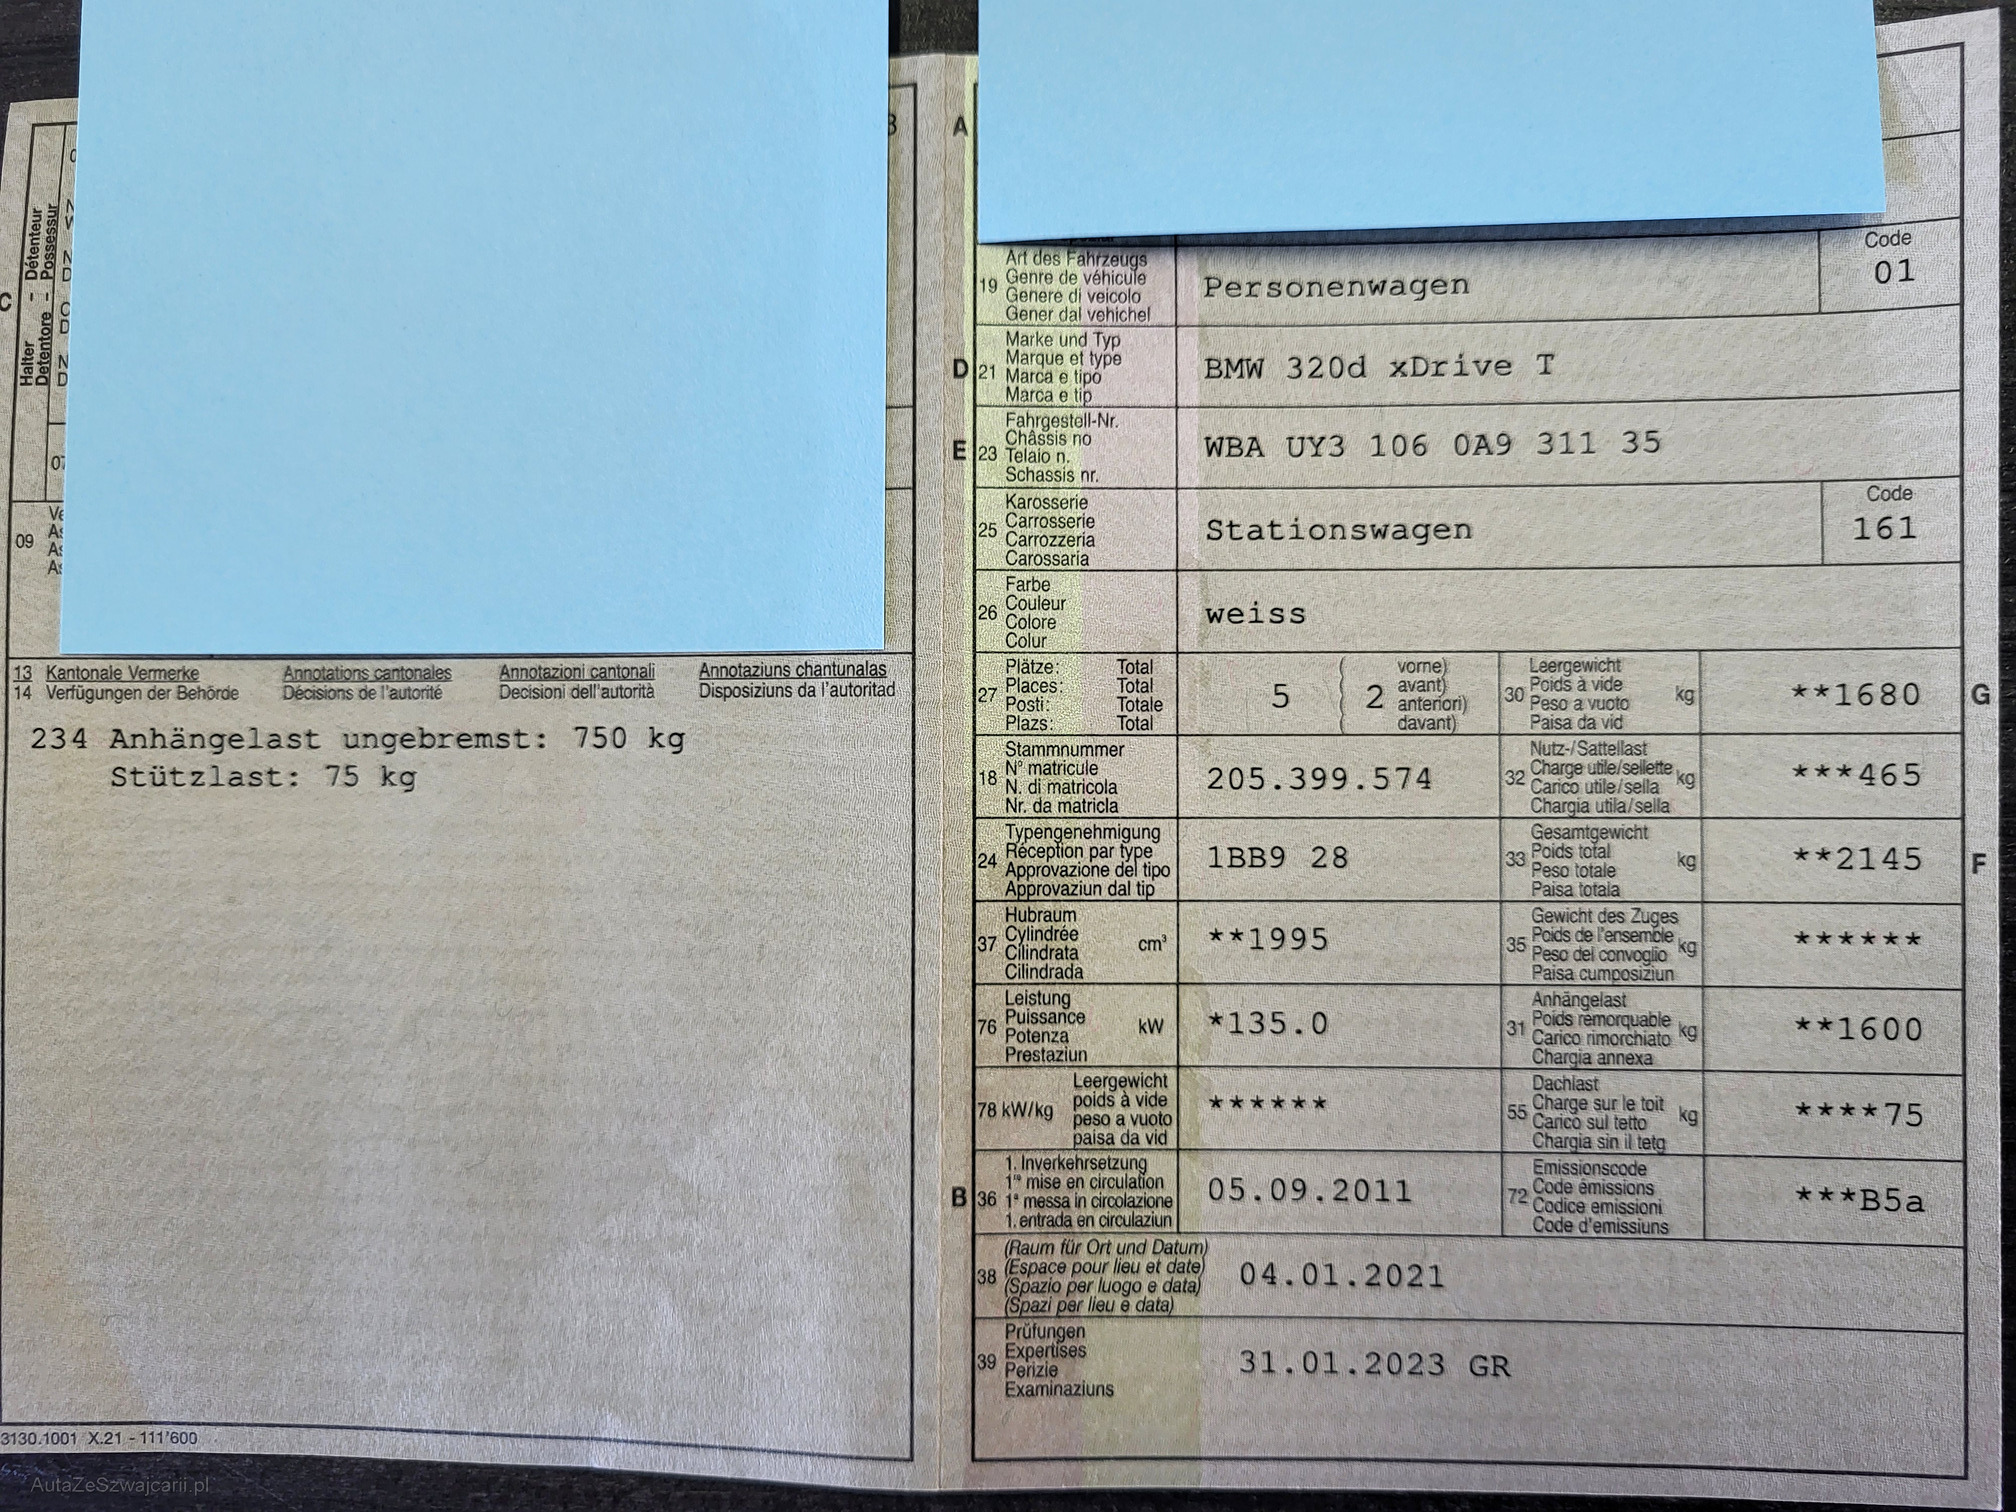 C
Halter - Détenteur
Detentore - Possessur
07
09
13 Kantonale Vermerke Annotations cantonales Annotazioni cantonali Annotaziuns chantunalas
14 Verfügungen der Behörde Décisions de l'autorité Decisioni dell'autorità Disposiziuns da l'autoritad
234 Anhängelast ungebremst: 750 kg
Stützlast: 75 kg
3130.1001 X.21 - 111'600
A
19 Art des Fahrzeugs
Genre de véhicule
Genere di veicolo
Gener dal vehichel
Personenwagen
Code
01
D 21 Marke und Typ
Marque et type
Marca e tipo
Marca e tip
BMW 320d xDrive T
E 23 Fahrgestell-Nr.
Châssis no
Telaio n.
Schassis nr.
WBA UY3 106 0A9 311 35
25 Karosserie
Carrosserie
Carrozzeria
Carossaria
Stationswagen
Code
161
26 Farbe
Couleur
Colore
Colur
weiss
27 Plätze: Total
Places: Total
Posti: Totale
Plazs: Total
5 ( 2 vorne)
avant)
anteriori)
davant)
30 Leergewicht
Poids à vide
Peso a vuoto
Paisa da vid
kg
**1680
G
18 Stammnummer
N° matricule
N. di matricola
Nr. da matricla
205.399.574
32 Nutz-/Sattellast
Charge utile/sellette
Carico utile/sella
Chargia utila/sella
kg
***465
24 Typengenehmigung
Réception par type
Approvazione del tipo
Approvaziun dal tip
1BB9 28
33 Gesamtgewicht
Poids total
Peso totale
Paisa totala
kg
**2145
F
37 Hubraum
Cylindrée
Cilindrata
Cilindrada
cm³
**1995
35 Gewicht des Zuges
Poids de l'ensemble
Peso del convoglio
Paisa cumposiziun
kg
******
76 Leistung
Puissance
Potenza
Prestaziun
kW
*135.0
31 Anhängelast
Poids remorquable
Carico rimorchiato
Chargia annexa
kg
**1600
78 kW/kg Leergewicht
poids à vide
peso a vuoto
paisa da vid
******
55 Dachlast
Charge sur le toit
Carico sul tetto
Chargia sin il tetg
kg
****75
B 36 1. Inverkehrsetzung
1re mise en circulation
1a messa in circolazione
1. entrada en circulaziun
05.09.2011
72 Emissionscode
Code émissions
Codice emissioni
Code d'emissiuns
***B5a
38 (Raum für Ort und Datum)
(Espace pour lieu et date)
(Spazio per luogo e data)
(Spazi per lieu e data)
04.01.2021
39 Prüfungen
Expertises
Perizie
Examinaziuns
31.01.2023 GR
AutaZeSzwajcarii.pl